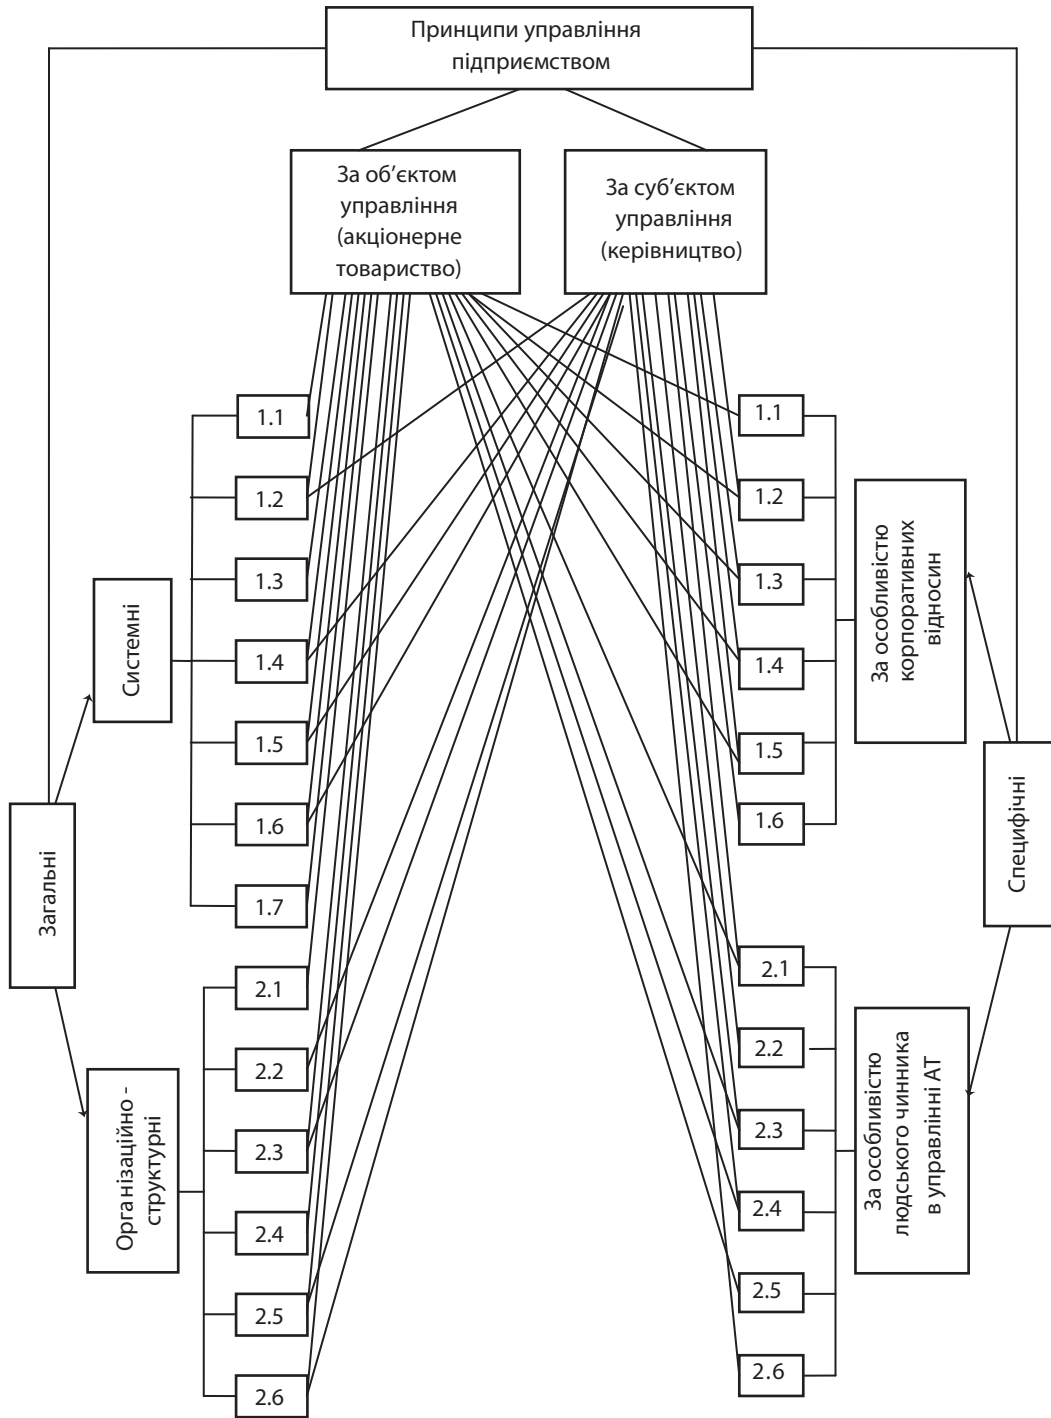 Принципи управління
підприємством
За об’єктом
управління
(акціонерне
товариство)
За суб’єктом
управління
(керівництво)
Загальні
Системні
1.1
1.2
1.3
1.4
1.5
1.6
1.7
Організаційно -
структурні
2.1
2.2
2.3
2.4
2.5
2.6
1.1
1.2
1.3
1.4
1.5
1.6
За особливістю
корпоративних
відносин
2.1
2.2
2.3
2.4
2.5
2.6
За особливістю
людського чинника
в управлінні АТ
Специфічні